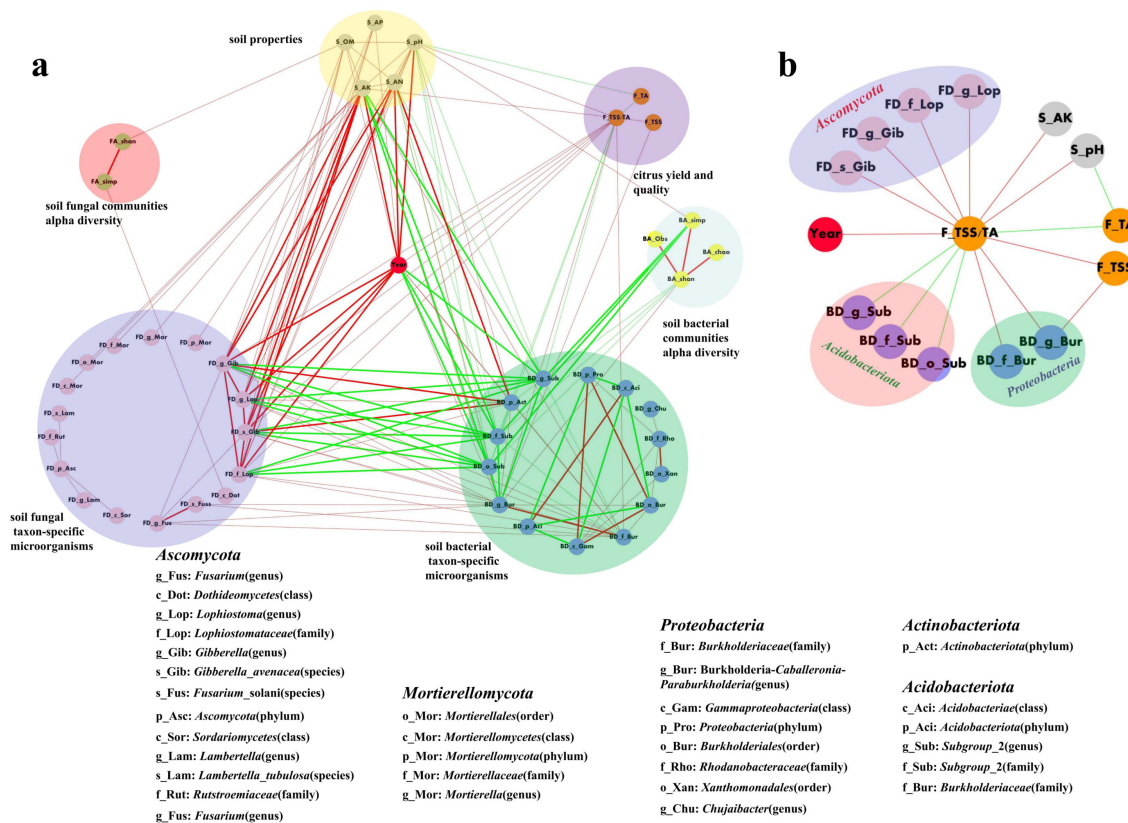 a
soil properties
S_AP
S_OM
S_pH
S_AK
S_AN
F_TA
F_TSS/TA
F_TSS
citrus yield and
quality
FA_shan
FA_simp
soil fungal communities
alpha diversity
BA_simp
BA_Obs
BA_chao
BA_shan
soil bacterial
communities
alpha diversity
Year
FD_p_Mor
FD_g_Mor
FD_f_Mor
FD_o_Mor
FD_c_Mor
FD_s_Lam
FD_f_Rut
FD_p_Asc
FD_g_Lam
FD_c_Sor
FD_g_Fus
FD_s_Fuss
FD_c_Dot
FD_f_Lop
FD_s_Gib
FD_g_Lop
FD_g_Gib
soil fungal
taxon-specific
microorganisms
BD_g_Sub
BD_p_Pro
BD_c_Aci
BD_p_Act
BD_g_Chu
BD_f_Sub
BD_f_Rho
BD_o_Sub
BD_o_Xan
BD_g_Bur
BD_o_Bur
BD_p_Aci
BD_c_Gam
BD_f_Bur
soil bacterial
taxon-specific
microorganisms
b
Ascomycota
FD_g_Lop
FD_f_Lop
FD_g_Gib
FD_s_Gib
S_AK
S_pH
Year
F_TSS/TA
F_TA
F_TSS
BD_g_Sub
BD_f_Sub
BD_o_Sub
Acidobacteriota
BD_g_Bur
BD_f_Bur
Proteobacteria
Ascomycota
g_Fus: Fusarium(genus)
c_Dot: Dothideomycetes(class)
g_Lop: Lophiostoma(genus)
f_Lop: Lophiostomataceae(family)
g_Gib: Gibberella(genus)
s_Gib: Gibberella_avenacea(species)
s_Fus: Fusarium_solani(species)
p_Asc: Ascomycota(phylum)
c_Sor: Sordariomycetes(class)
g_Lam: Lambertella(genus)
s_Lam: Lambertella_tubulosa(species)
f_Rut: Rutstroemiaceae(family)
g_Fus: Fusarium(genus)
Mortierellomycota
o_Mor: Mortierellales(order)
c_Mor: Mortierellomycetes(class)
p_Mor: Mortierellomycota(phylum)
f_Mor: Mortierellaceae(family)
g_Mor: Mortierella(genus)
Proteobacteria
f_Bur: Burkholderiaceae(family)
g_Bur: Burkholderia-Caballeronia-
Paraburkholderia(genus)
c_Gam: Gammaproteobacteria(class)
p_Pro: Proteobacteria(phylum)
o_Bur: Burkholderiales(order)
f_Rho: Rhodanobacteraceae(family)
o_Xan: Xanthomonadales(order)
g_Chu: Chujaibacter(genus)
Actinobacteriota
p_Act: Actinobacteriota(phylum)
Acidobacteriota
c_Aci: Acidobacteriae(class)
p_Aci: Acidobacteriota(phylum)
g_Sub: Subgroup_2(genus)
f_Sub: Subgroup_2(family)
f_Bur: Burkholderiaceae(family)